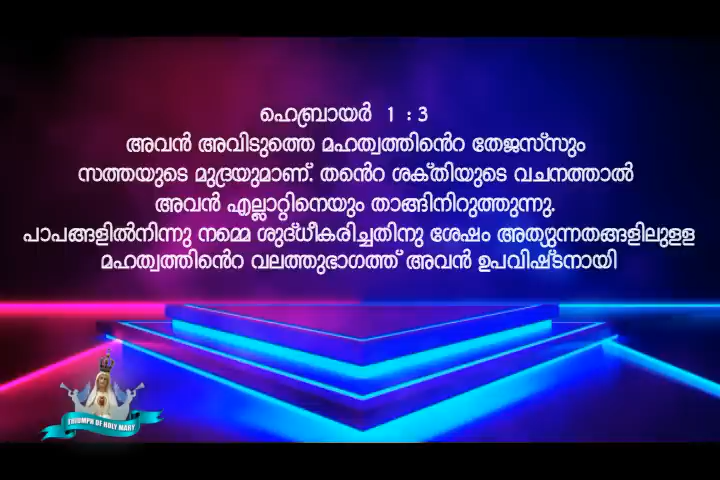 ഹെബ്രായർ 1 : 3
അവൻ അവിടുത്തെ മഹത്വത്തിൻെറ തേജസ്സും
സത്തയുടെ മുദ്രയുമാണ്. തൻെറ ശക്തിയുടെ വചനത്താൽ
അവൻ എല്ലാറ്റിനെയും താങ്ങിനിറുത്തുന്നു.
പാപങ്ങളിൽനിന്നു നമ്മെ ശുദ്ധീകരിച്ചതിനു ശേഷം അത്യുന്നതങ്ങളിലുളള
മഹത്വത്തിൻെറ വലത്തുഭാഗത്ത് അവൻ ഉപവിഷ്ടനായി
TRIUMPH OF HOLY MARY